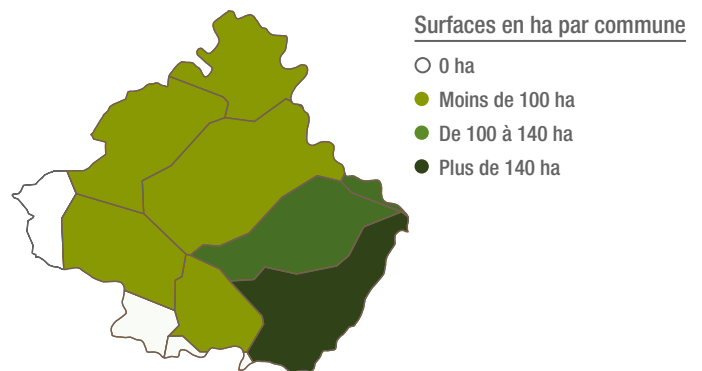 Surfaces en ha par commune
0 ha
Moins de 100 ha
De 100 à 140 ha
Plus de 140 ha